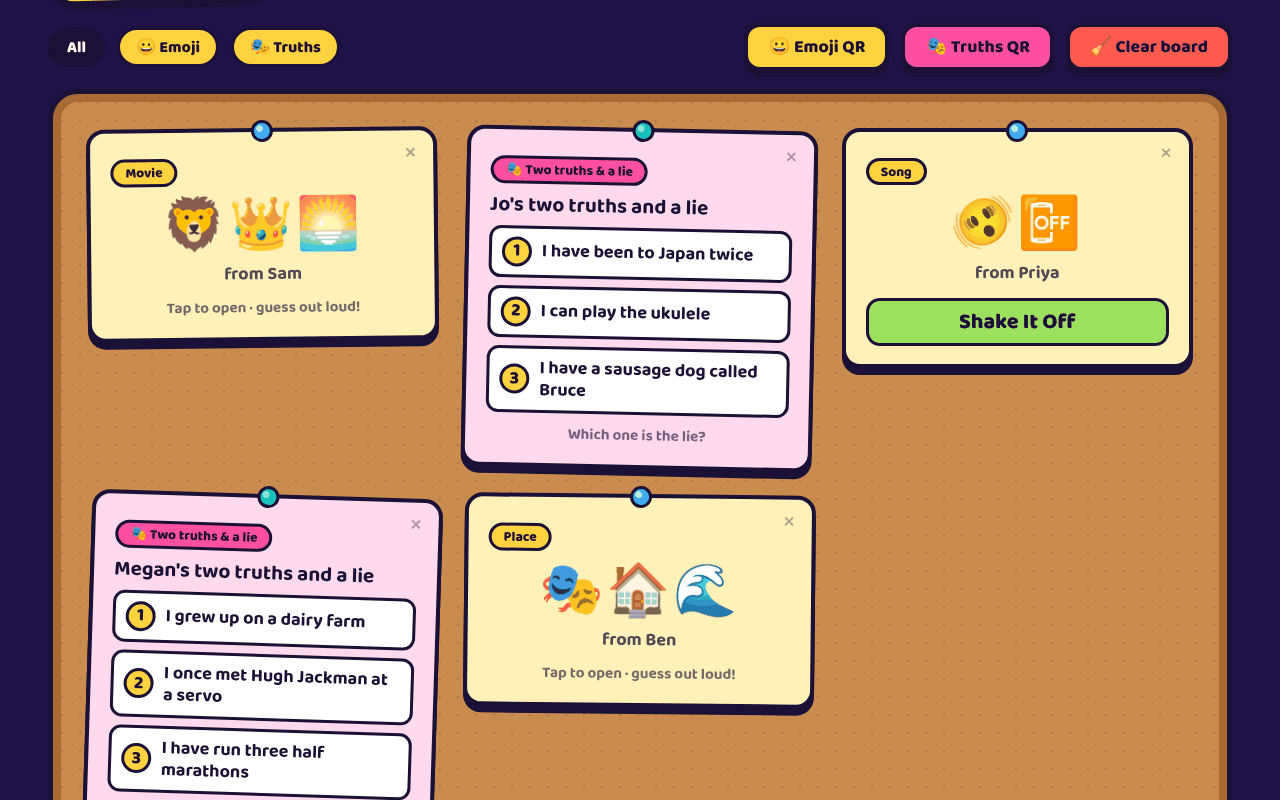 All
Emoji
Truths
Emoji QR
Truths QR
Clear board
Movie
from Sam
Tap to open · guess out loud!
Two truths & a lie
Jo's two truths and a lie
1 I have been to Japan twice
2 I can play the ukulele
3 I have a sausage dog called
Bruce
Which one is the lie?
Song
OFF
from Priya
Shake It Off
Two truths & a lie
Megan's two truths and a lie
1 I grew up on a dairy farm
2 I once met Hugh Jackman at
a servo
3 I have run three half
marathons
Place
from Ben
Tap to open · guess out loud!